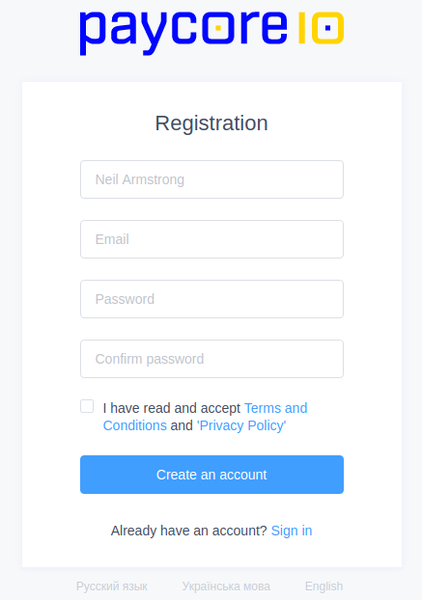 paycore io
Registration
Neil Armstrong
Email
Password
Confirm password
I have read and accept Terms and
Conditions and 'Privacy Policy'
Create an account
Already have an account? Sign in
Русский язык Українська мова English